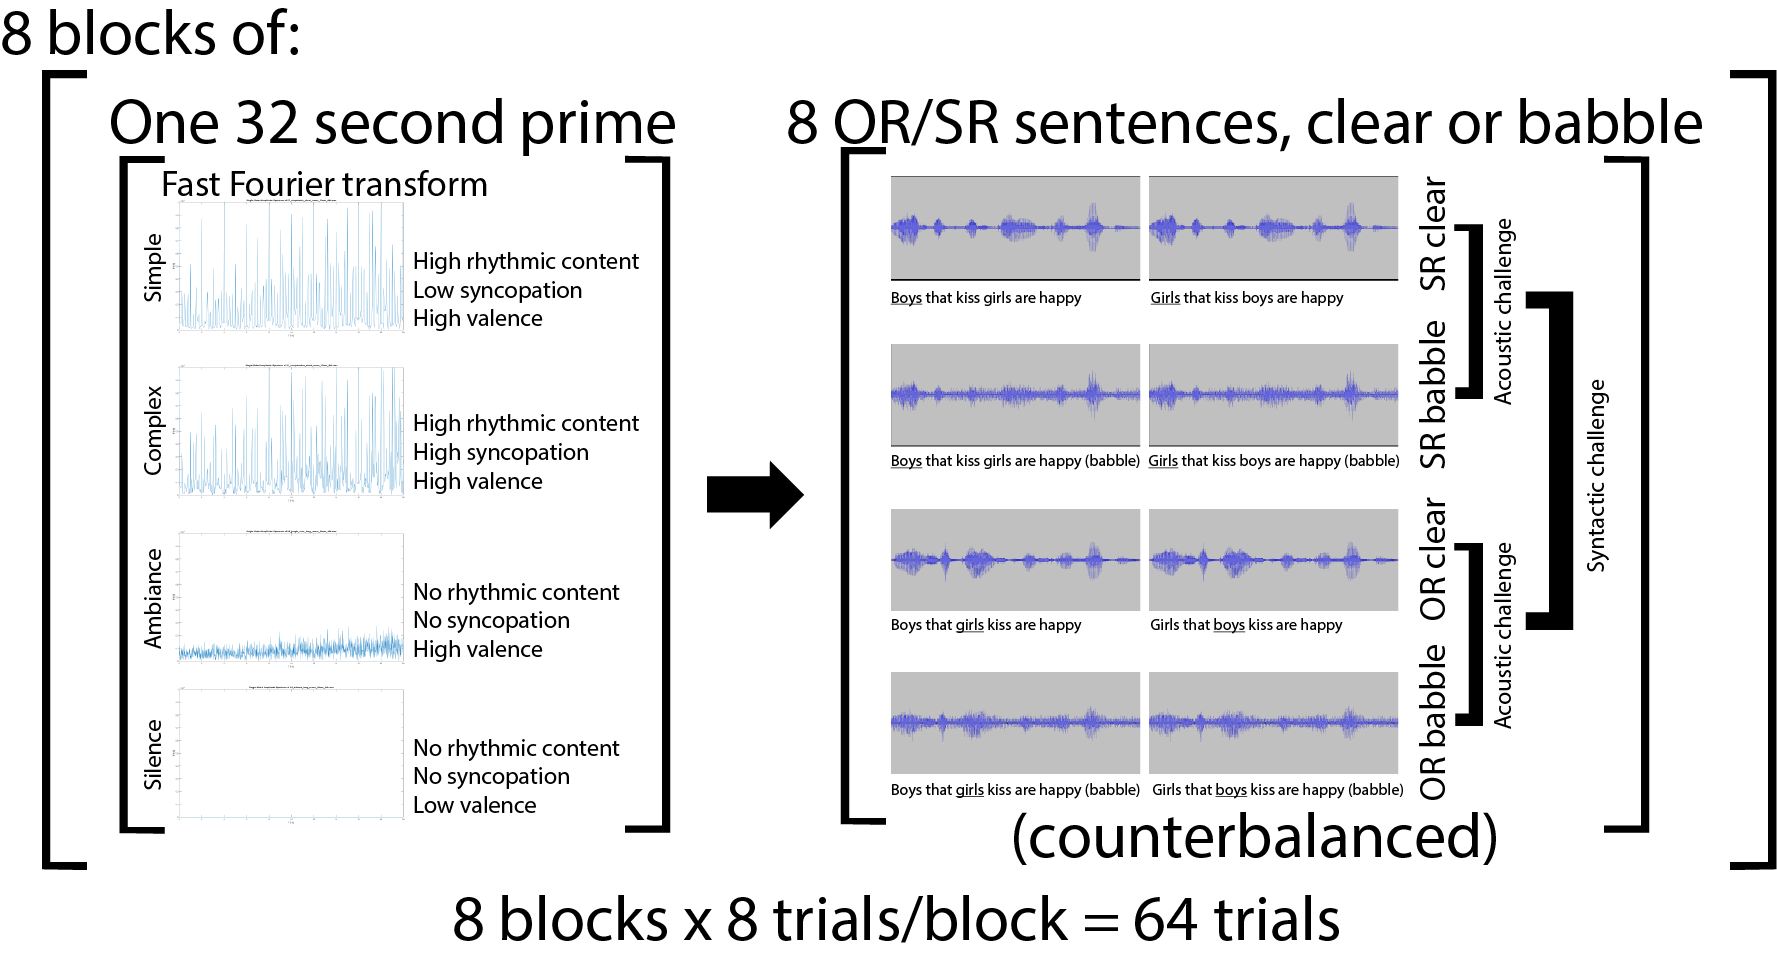 8 blocks of:
One 32 second prime
Fast Fourier transform
Simple
High rhythmic content
Low syncopation
High valence
Complex
High rhythmic content
High syncopation
High valence
Ambiance
No rhythmic content
No syncopation
High valence
Silence
No rhythmic content
No syncopation
Low valence
8 OR/SR sentences, clear or babble
Boys that kiss girls are happy
Girls that kiss boys are happy
SR clear
Boys that kiss girls are happy (babble)
Girls that kiss boys are happy (babble)
SR babble
Acoustic challenge
Boys that girls kiss are happy
Girls that boys kiss are happy
OR clear
Boys that girls kiss are happy (babble)
Girls that boys kiss are happy (babble)
OR babble
Acoustic challenge
Syntactic challenge
(counterbalanced)
8 blocks x 8 trials/block = 64 trials